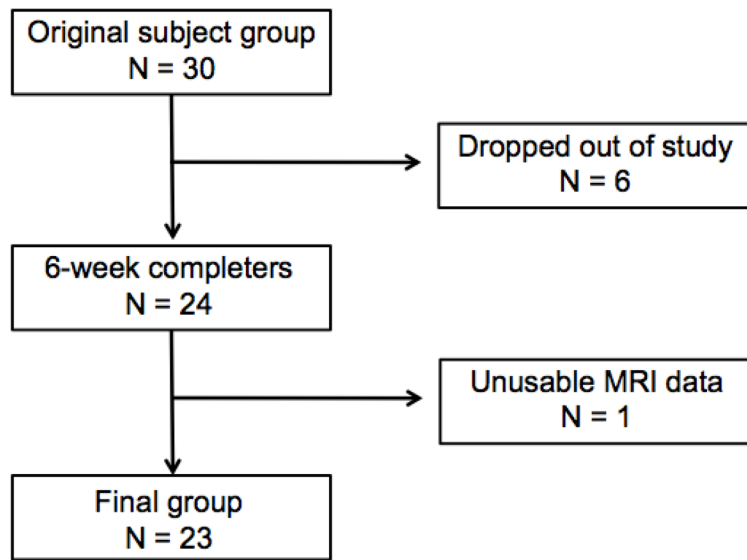 Original subject group
N = 30
Dropped out of study
N = 6
6-week completers
N = 24
Unusable MRI data
N = 1
Final group
N = 23